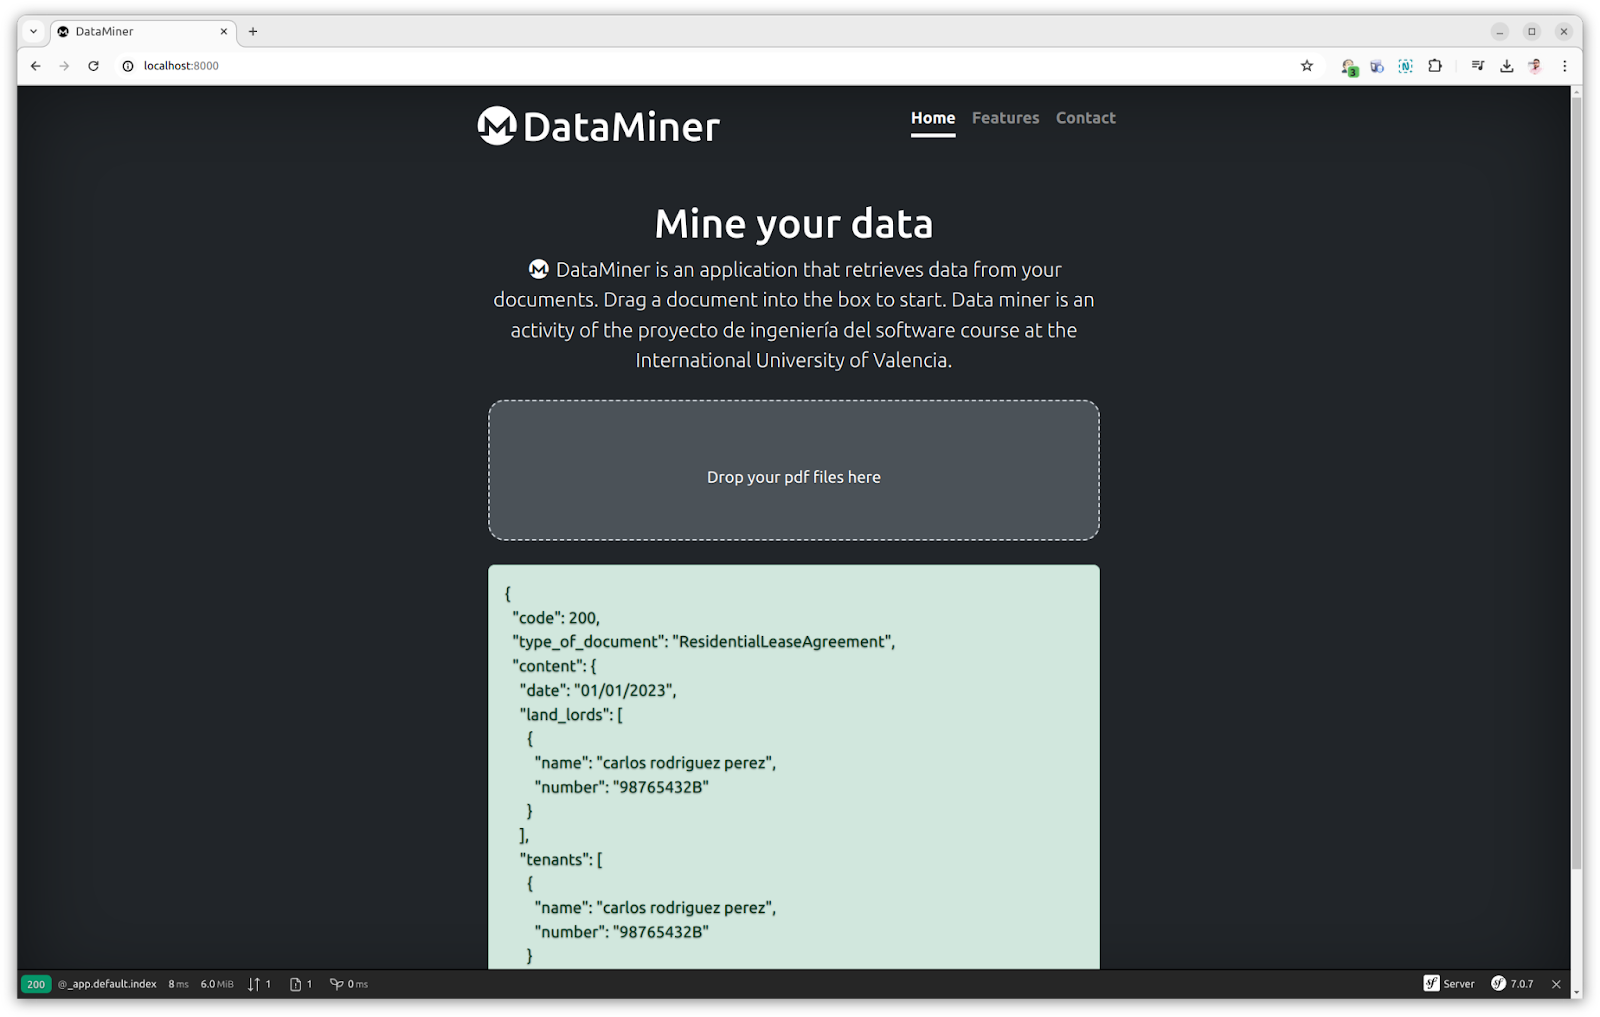 DataMiner
localhost:8000
3
N
DataMiner
Home Features Contact
Mine your data
DataMiner is an application that retrieves data from your
documents. Drag a document into the box to start. Data miner is an
activity of the proyecto de ingeniería del software course at the
International University of Valencia.
Drop your pdf files here
{
"code": 200,
"type_of_document": "ResidentialLeaseAgreement",
"content": {
"date": "01/01/2023",
"land_lords": [
{
"name": "carlos rodriguez perez",
"number": "98765432B"
}
],
"tenants": [
{
"name": "carlos rodriguez perez",
"number": "98765432B"
}
200 @_app.default.index 8 ms 6.0 MiB 1 1 0 ms sf Server sf 7.0.7